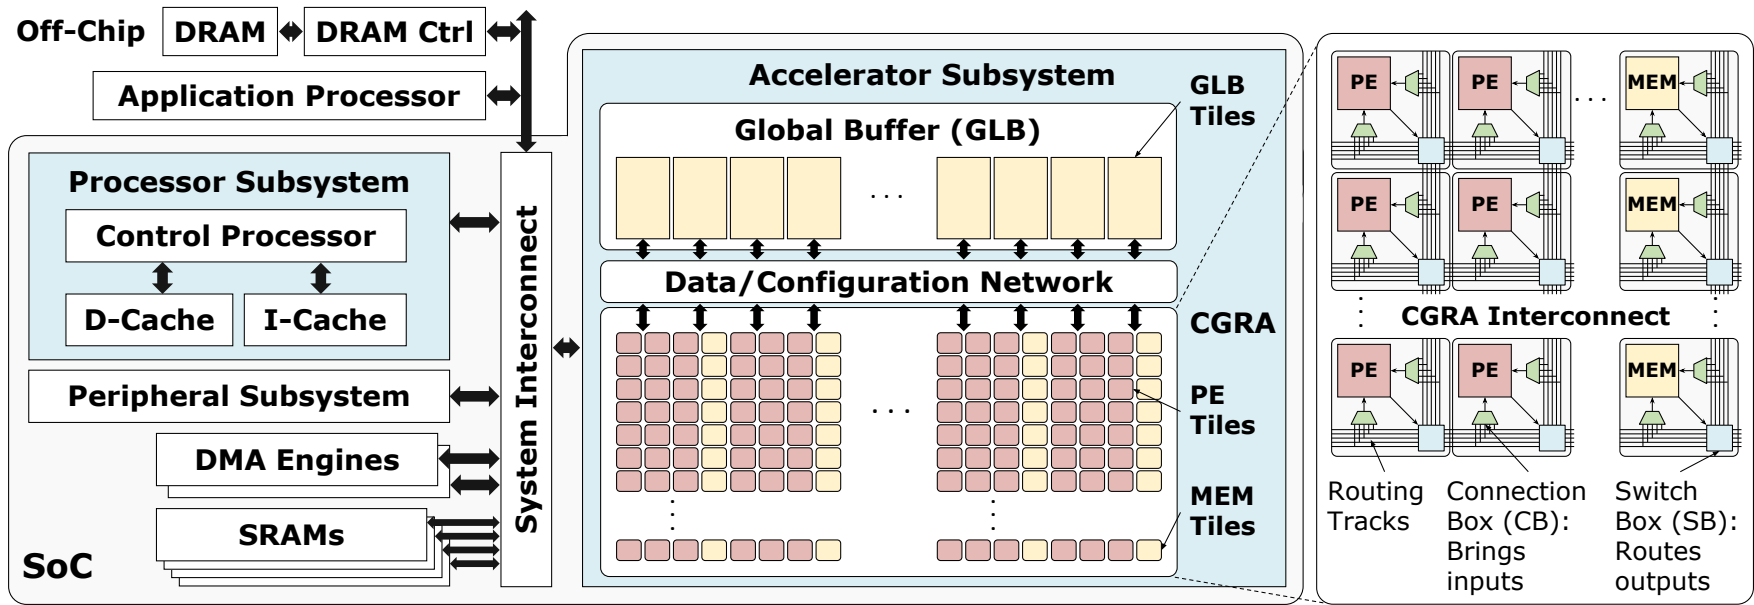 Off-Chip
DRAM
DRAM Ctrl
Application Processor
SoC
Processor Subsystem
Control Processor
D-Cache
I-Cache
Peripheral Subsystem
DMA Engines
SRAMs
System Interconnect
Accelerator Subsystem
Global Buffer (GLB)
. . .
GLB
Tiles
Data/Configuration Network
CGRA
. . .
PE
Tiles
MEM
Tiles
PE
PE
. . .
MEM
PE
PE
MEM
CGRA Interconnect
PE
PE
MEM
Routing
Tracks
Connection
Box (CB):
Brings
inputs
Switch
Box (SB):
Routes
outputs